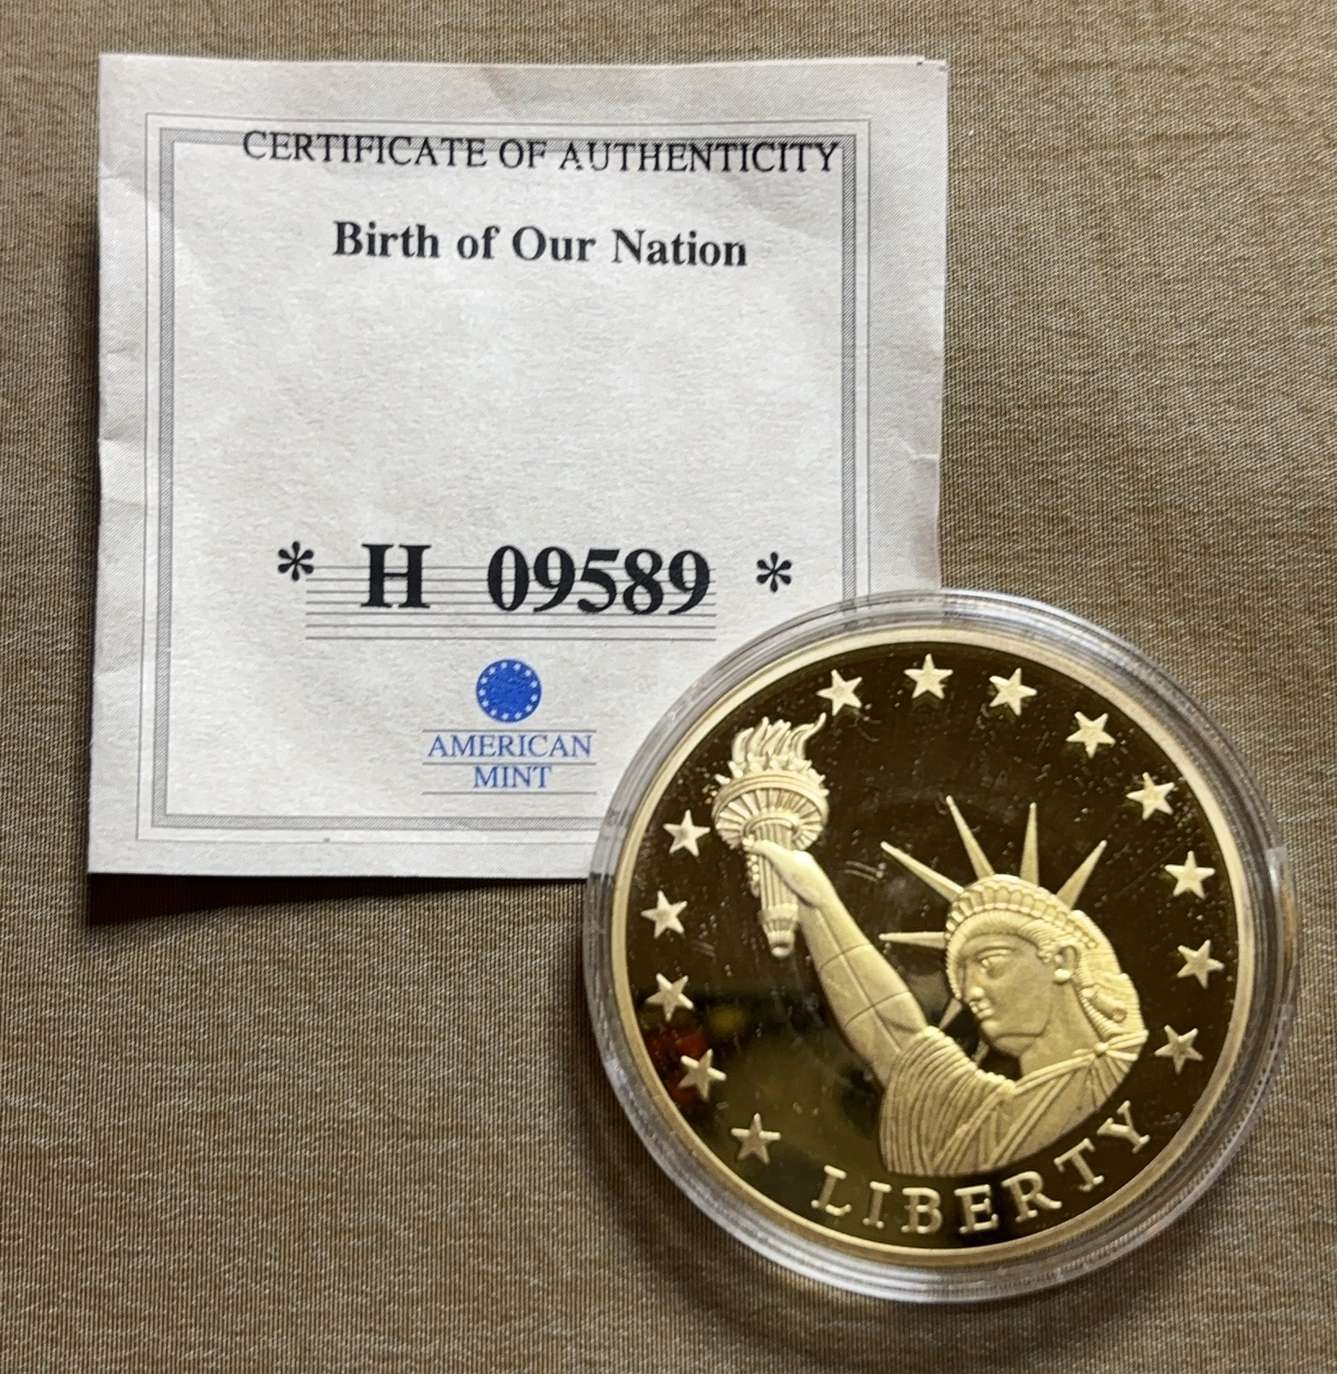 CERTIFICATE OF AUTHENTICITY
Birth of Our Nation
* H 09589 *
AMERICAN
MINT
LIBERTY